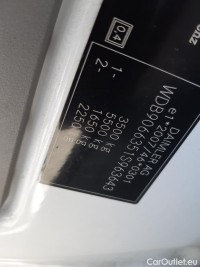 DAIMLER AG
e1*2007/46*0301
WDB9066351S963643
3500 kg
5500 kg
1- 1650 kg
2- 2250 kg
0.4
CarOutlet.eu